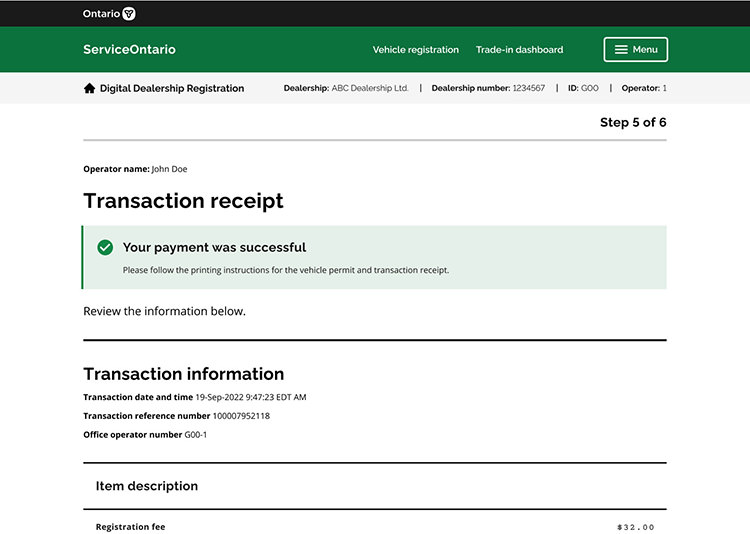 Ontario
ServiceOntario Vehicle registration Trade-in dashboard Menu
Digital Dealership Registration Dealership: ABC Dealership Ltd. | Dealership number: 1234567 | ID: G00 | Operator: 1
Step 5 of 6
Operator name: John Doe
Transaction receipt
Your payment was successful
Please follow the printing instructions for the vehicle permit and transaction receipt.
Review the information below.
Transaction information
Transaction date and time 19-Sep-2022 9:47:23 EDT AM
Transaction reference number 100007952118
Office operator number G00-1
Item description
Registration fee $32.00